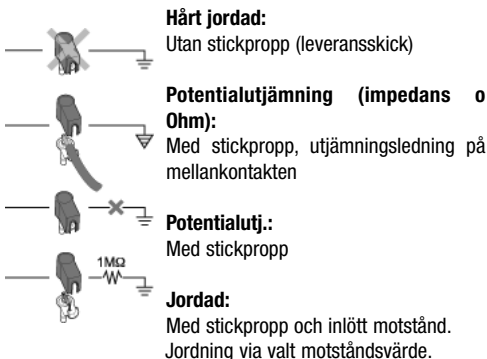 Hårt jordad:
Utan stickpropp (leveransskick)
Potentialutjämning (impedans o
Ohm):
Med stickpropp, utjämningsledning på
mellankontakten
Potentialutj.:
Med stickpropp
1MΩ
Jordad:
Med stickpropp och inlött motstånd.
Jordning via valt motståndsvärde.